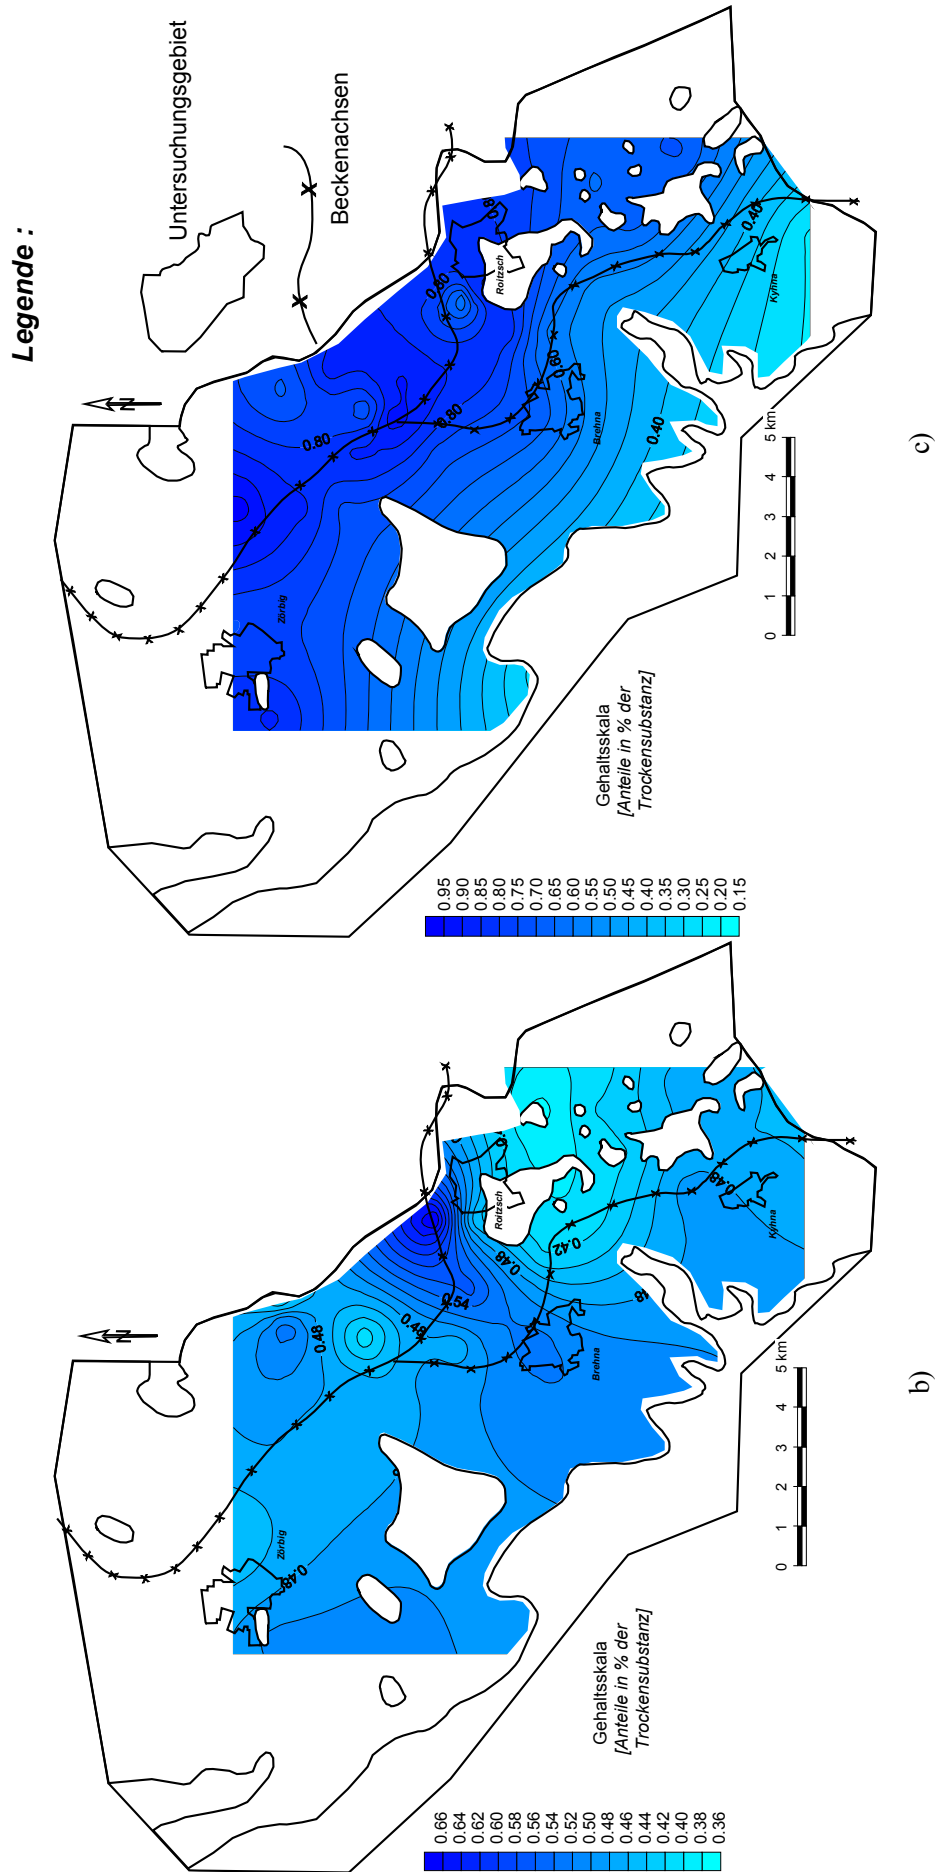 Legende :
Untersuchungsgebiet
Beckenachsen
N
0.48
0.48
0.48
Zörbig
0.54
0.48
Roitzsch
0.42
48
Brehna
0.48
Kyhna
0 1 2 3 4 5 km
Gehaltsskala
[Anteile in % der
Trockensubstanz]
0.66
0.64
0.62
0.60
0.58
0.56
0.54
0.52
0.50
0.48
0.46
0.44
0.42
0.40
0.38
0.36
b)
N
0.80
0.80
0.80
0.8
Zörbig
Roitzsch
0.60
Brehna
0.40
0.40
Kyhna
0 1 2 3 4 5 km
Gehaltsskala
[Anteile in % der
Trockensubstanz]
0.95
0.90
0.85
0.80
0.75
0.70
0.65
0.60
0.55
0.50
0.45
0.40
0.35
0.30
0.25
0.20
0.15
c)